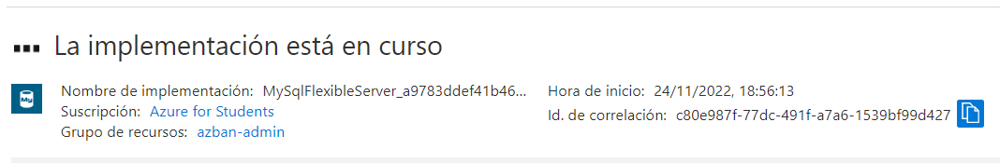 La implementación está en curso
My
Nombre de implementación: MySqlFlexibleServer_a9783ddef41b46...
Suscripción: Azure for Students
Grupo de recursos: azban-admin
Hora de inicio: 24/11/2022, 18:56:13
Id. de correlación: c80e987f-77dc-491f-a7a6-1539bf99d427